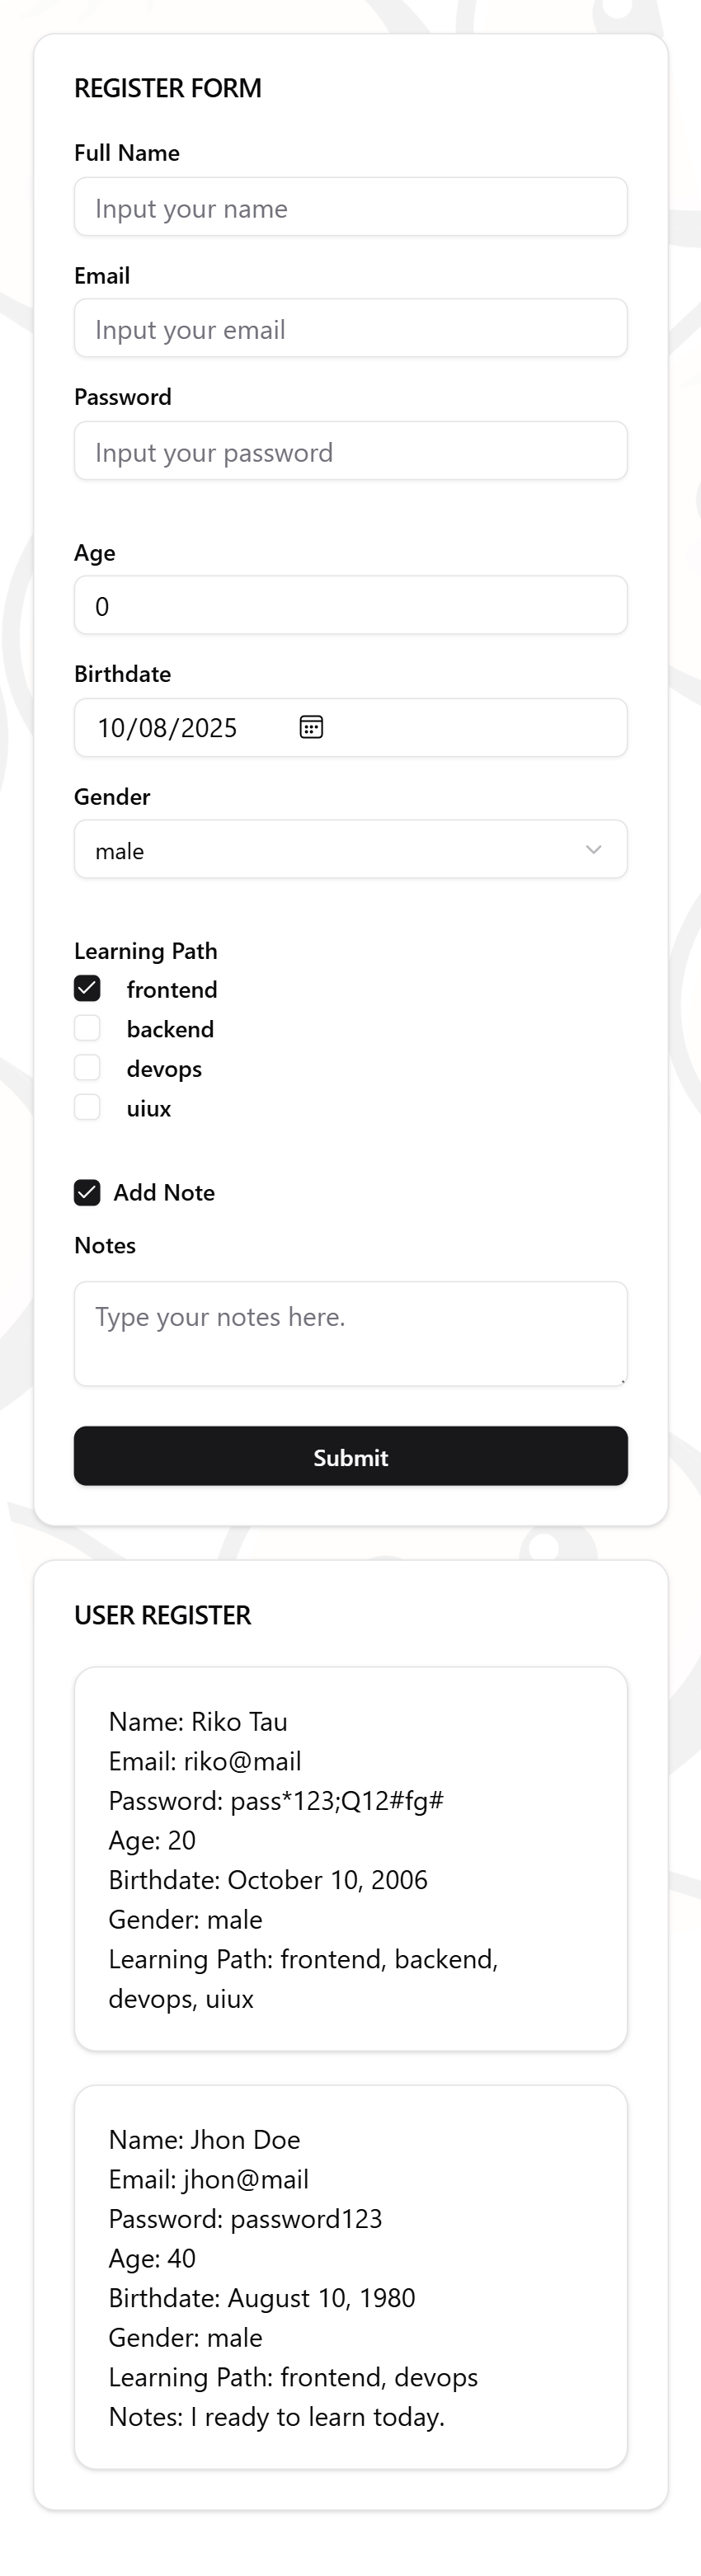 REGISTER FORM
Full Name
Input your name
Email
Input your email
Password
Input your password
Age
0
Birthdate
10/08/2025
Gender
male
Learning Path
frontend
backend
devops
uiux
Add Note
Notes
Type your notes here.
Submit
USER REGISTER
Name: Riko Tau
Email: riko@mail
Password: pass*123;Q12#fg#
Age: 20
Birthdate: October 10, 2006
Gender: male
Learning Path: frontend, backend,
devops, uiux
Name: Jhon Doe
Email: jhon@mail
Password: password123
Age: 40
Birthdate: August 10, 1980
Gender: male
Learning Path: frontend, devops
Notes: I ready to learn today.